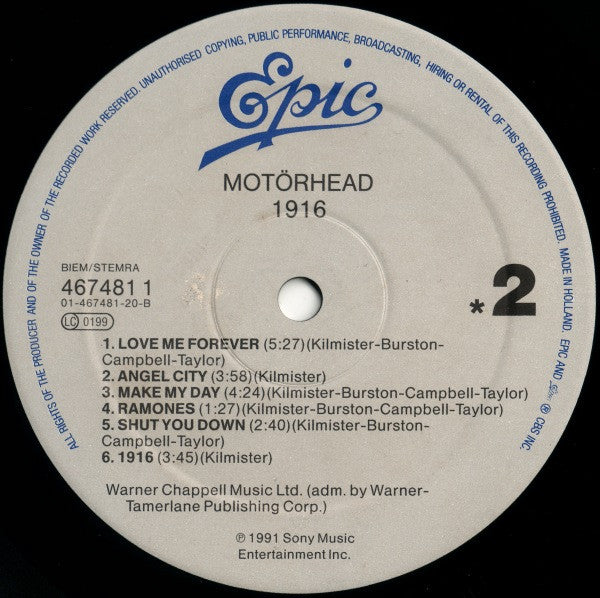 ALL RIGHTS OF THE PRODUCER AND OF THE OWNER OF THE RECORDED WORK RESERVED. UNAUTHORISED COPYING, PUBLIC PERFORMANCE, BROADCASTING, HIRING OR RENTAL OF THIS RECORDING PROHIBITED. MADE IN HOLLAND. EPIC AND ® CBS INC.
Epic
MOTÖRHEAD
1916
BIEM/STEMRA
467481 1
01-467481-20-B
LC 0199
*2
1. LOVE ME FOREVER (5:27)(Kilmister-Burston-
Campbell-Taylor)
2. ANGEL CITY (3:58)(Kilmister)
3. MAKE MY DAY (4:24)(Kilmister-Burston-Campbell-Taylor)
4. RAMONES (1:27)(Kilmister-Burston-Campbell-Taylor)
5. SHUT YOU DOWN (2:40)(Kilmister-Burston-
Campbell-Taylor)
6. 1916 (3:45)(Kilmister)
Warner Chappell Music Ltd. (adm. by Warner-
Tamerlane Publishing Corp.)
℗ 1991 Sony Music
Entertainment Inc.